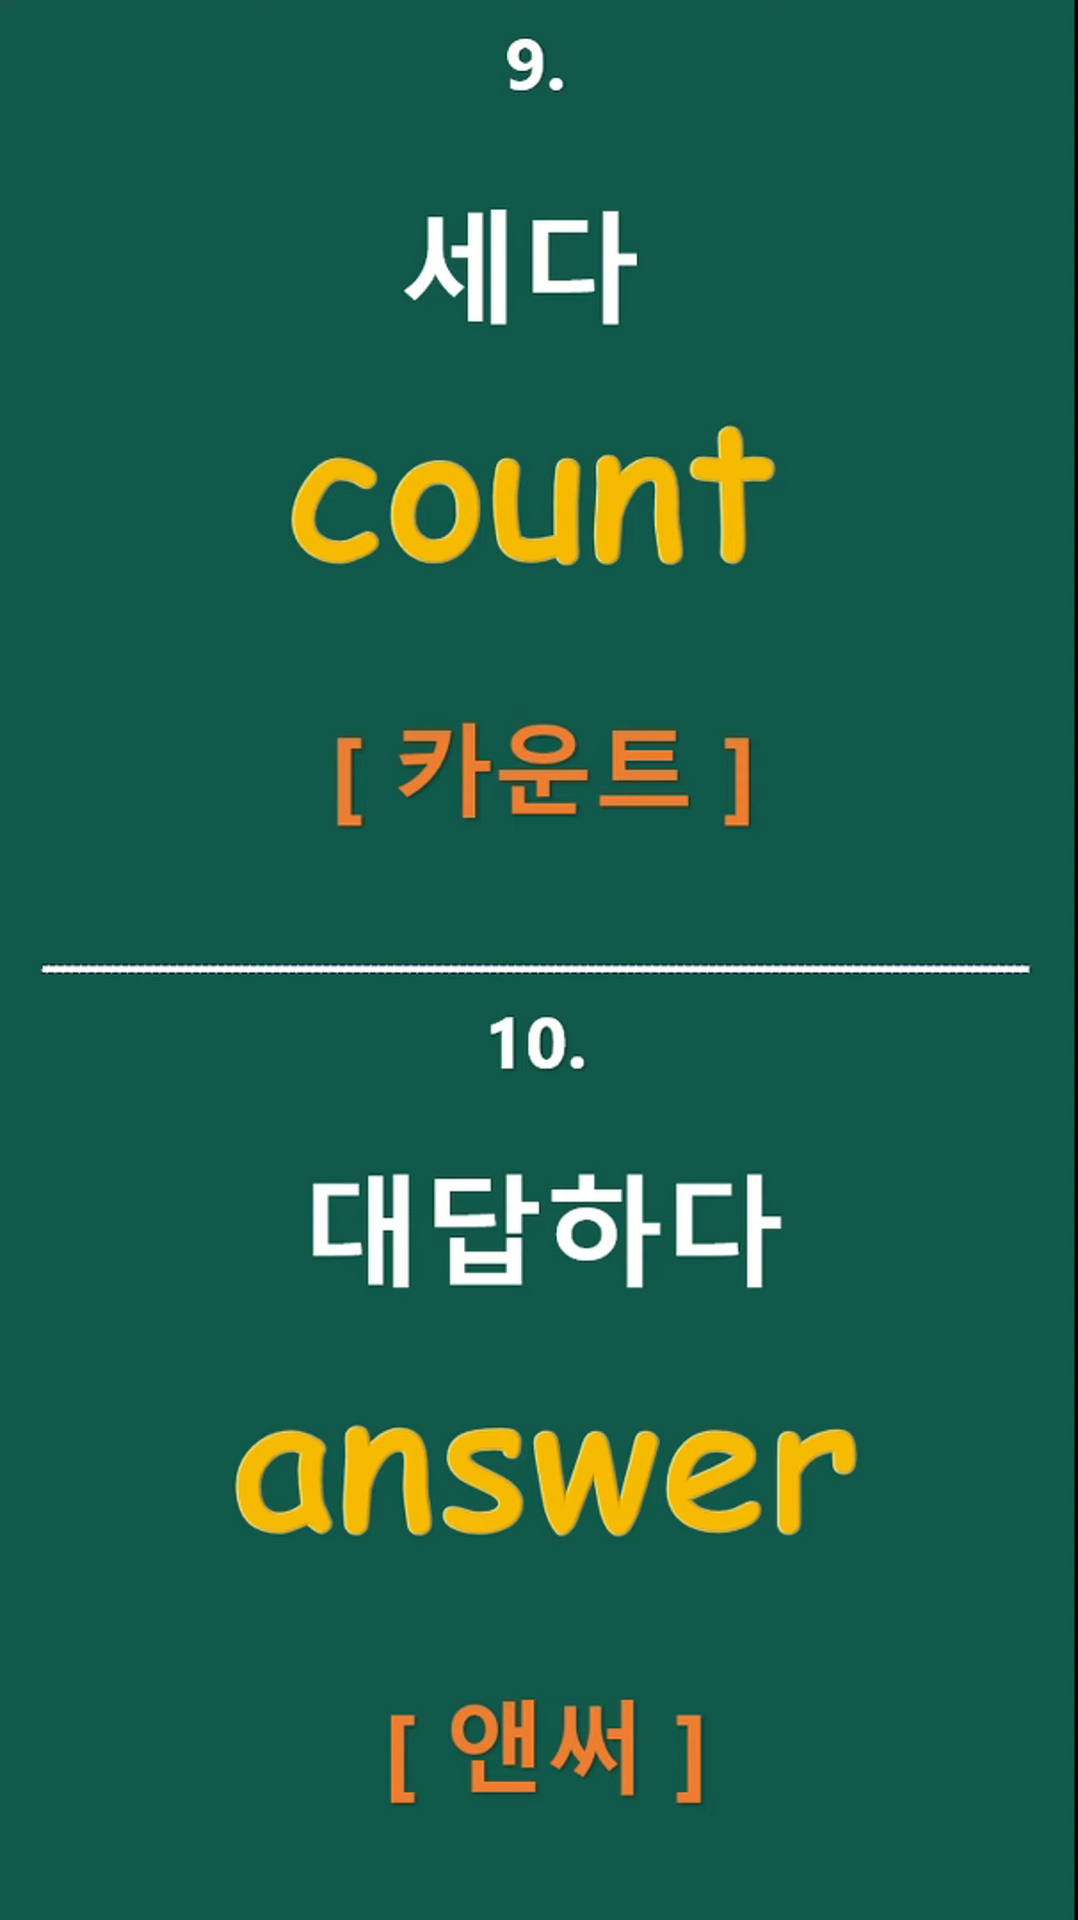 9.
세다
count
[ 카운트 ]
10.
대답하다
answer
[ 앤써 ]